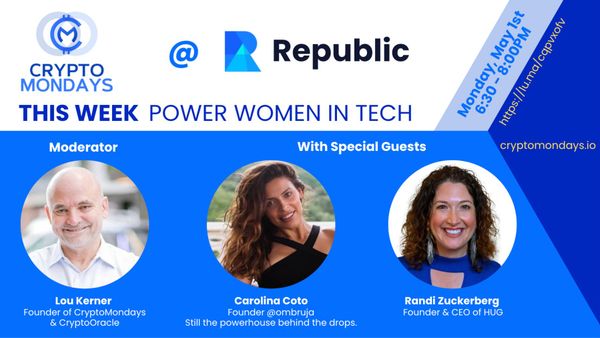 CRYPTO
MONDAYS
@ Republic
Monday, May 1st
6:30 - 8:00PM
https://lu.ma/cqpvxofv
THIS WEEK POWER WOMEN IN TECH
cryptomondays.io
Moderator
With Special Guests
Lou Kerner
Founder of CryptoMondays
& CryptoOracle
Carolina Coto
Founder @ombruja
Still the powerhouse behind the drops.
Randi Zuckerberg
Founder & CEO of HUG